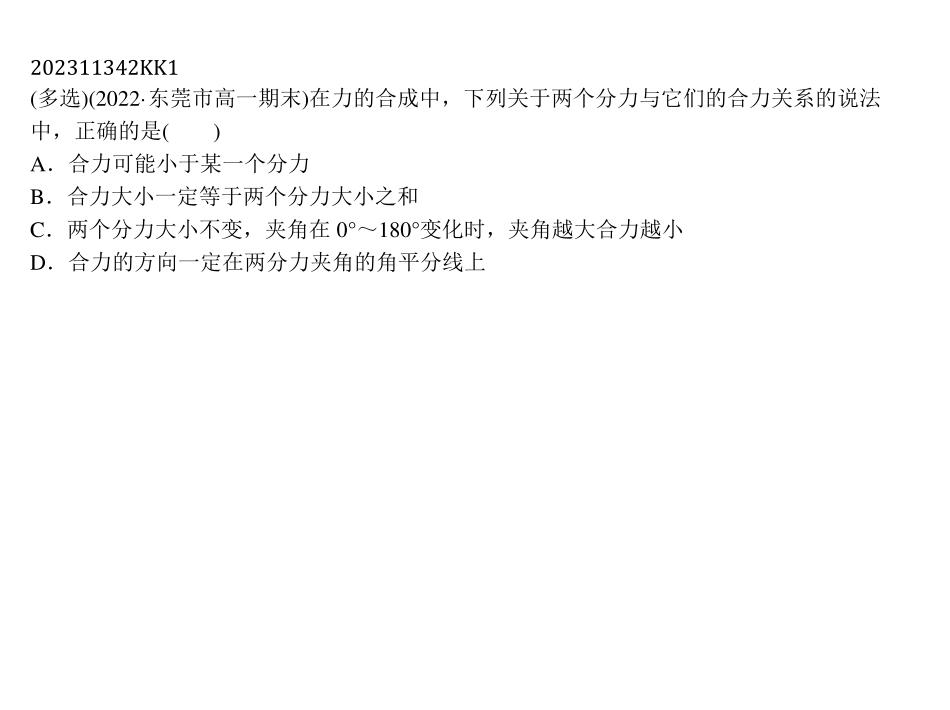 202311342KK1
(多选)(2022·东莞市高一期末)在力的合成中，下列关于两个分力与它们的合力关系的说法
中，正确的是(　　)
A．合力可能小于某一个分力
B．合力大小一定等于两个分力大小之和
C．两个分力大小不变，夹角在 0°～180°变化时，夹角越大合力越小
D．合力的方向一定在两分力夹角的角平分线上